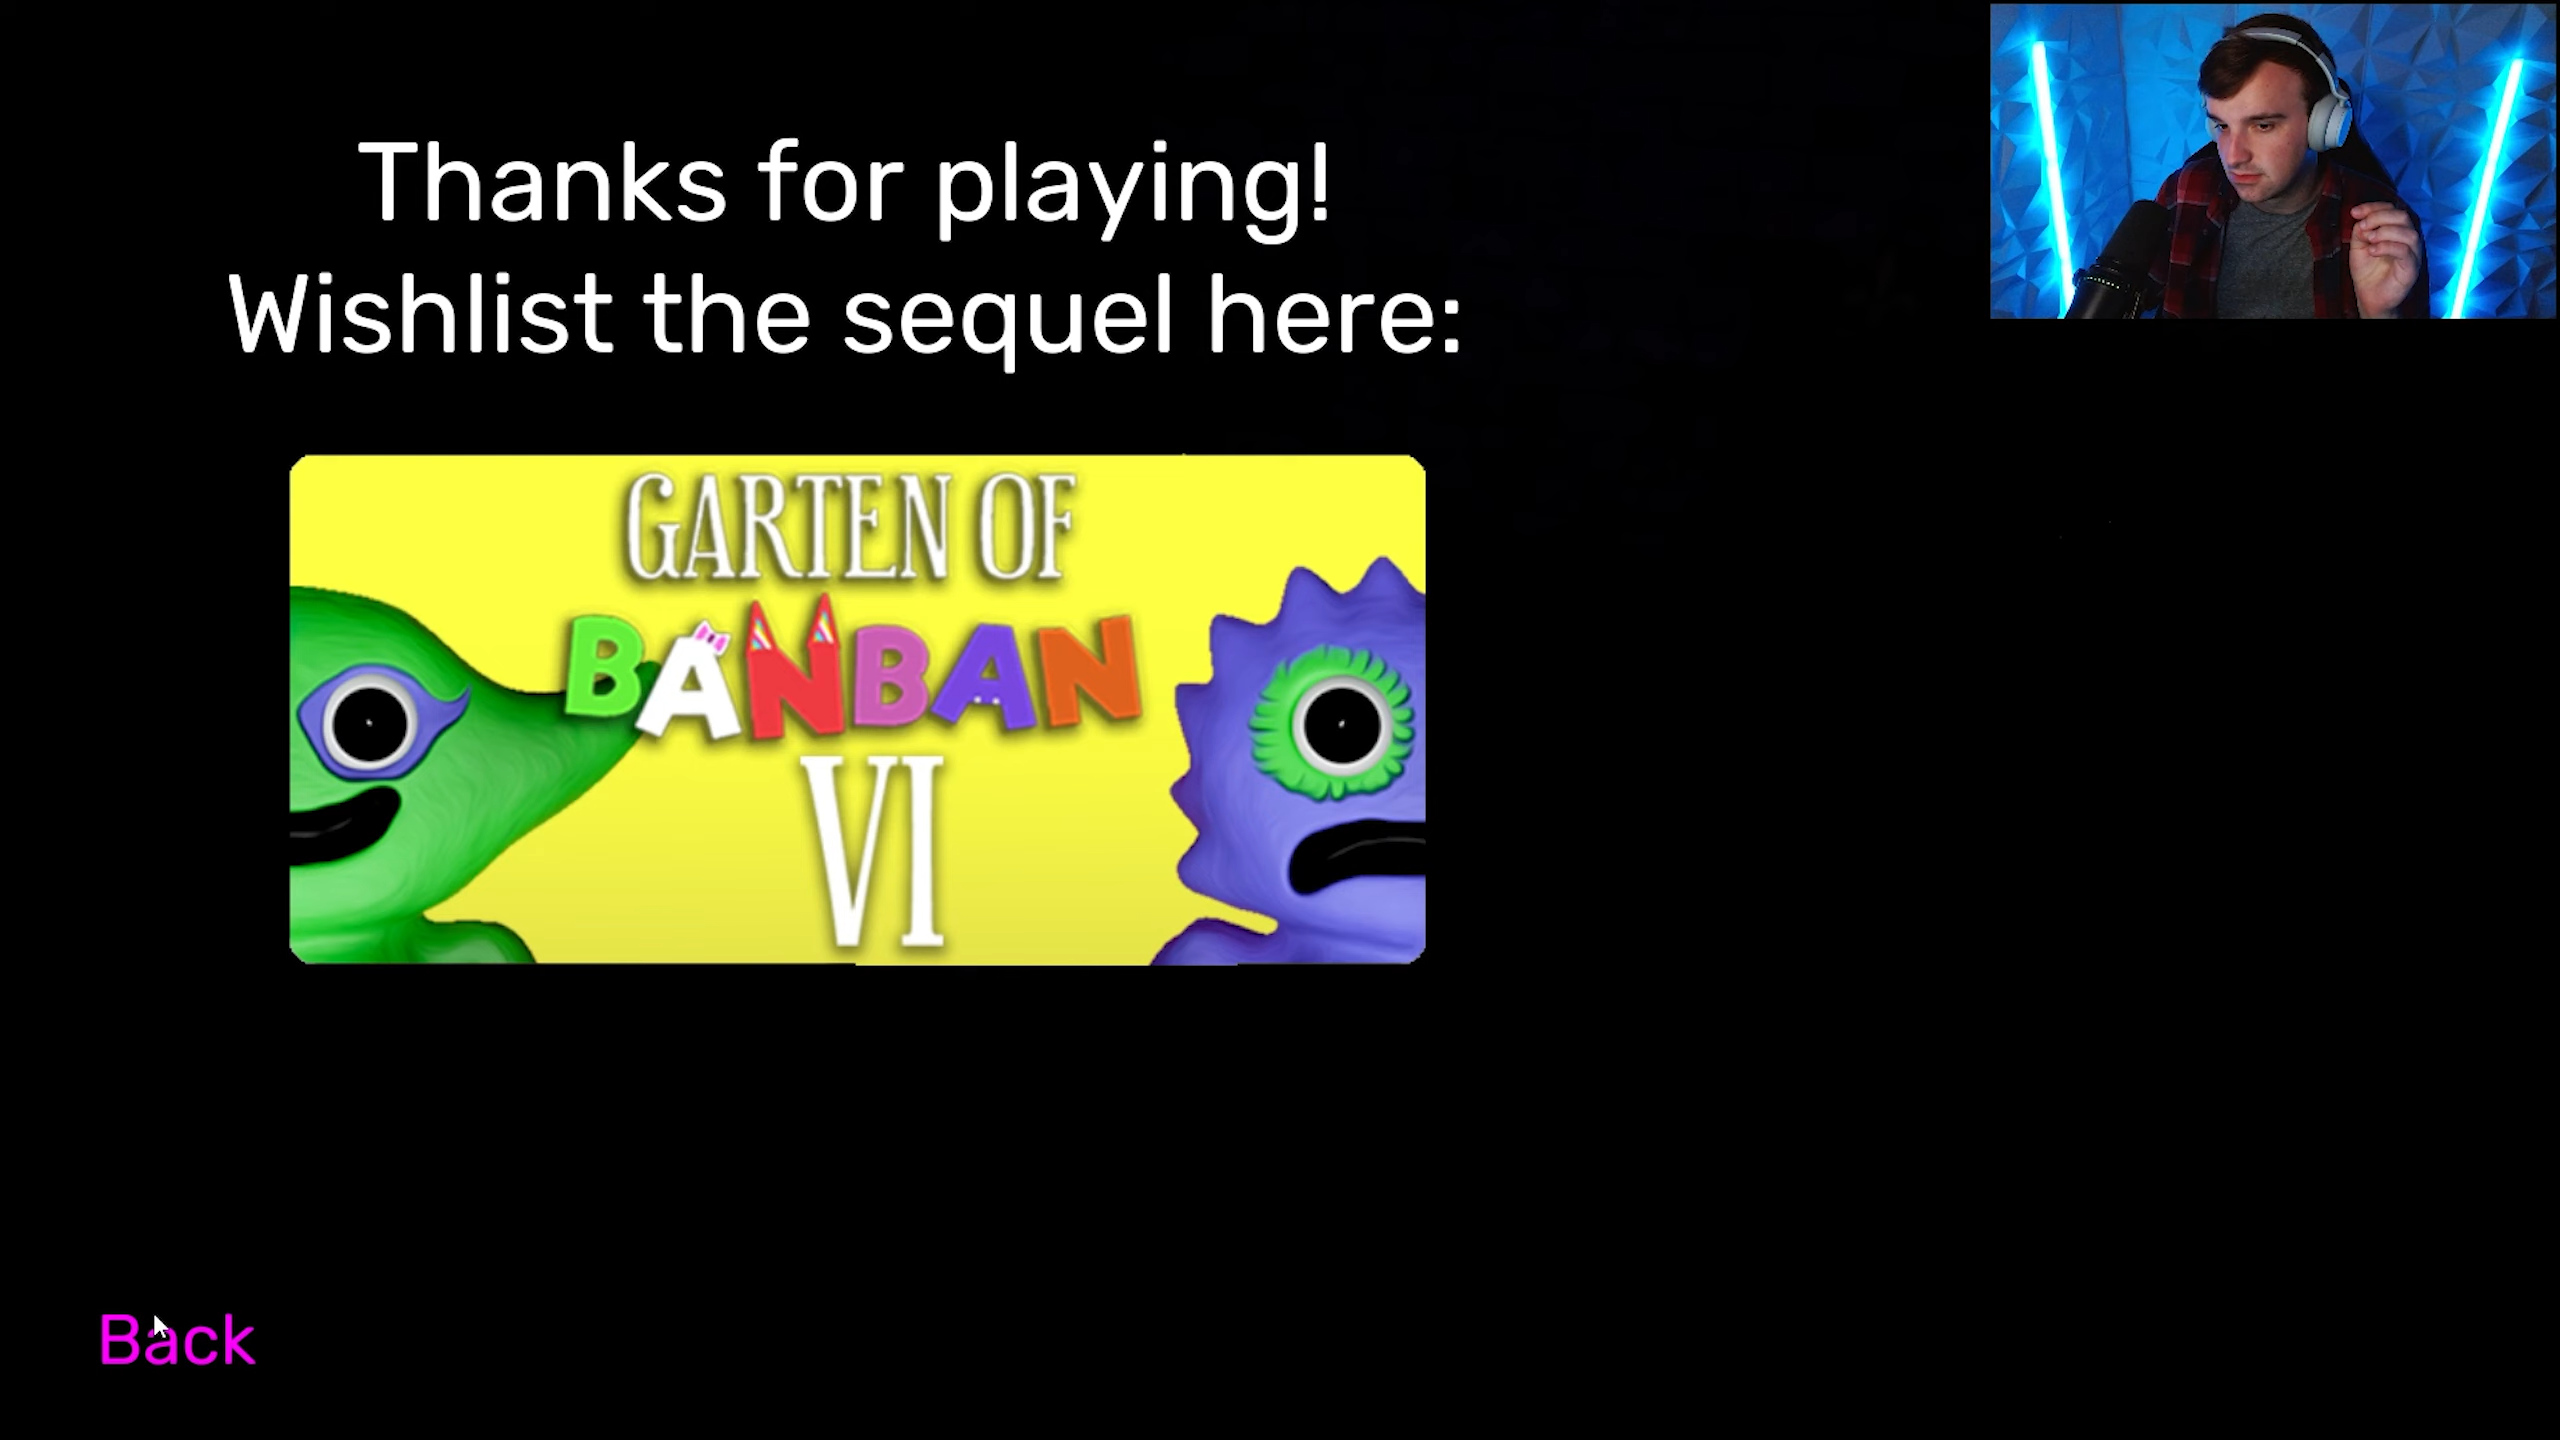 Thanks for playing!
Wishlist the sequel here:
GARTEN OF
BANBAN
VI
Back